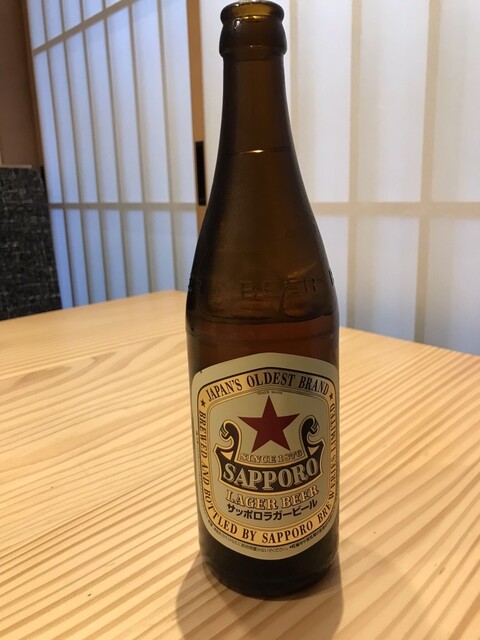 ★ JAPAN'S OLDEST BRAND ★
SINCE 1876
SAPPORO
LAGER BEER
サッポロラガービール
BREWED AND BOTTLED BY SAPPORO BREW